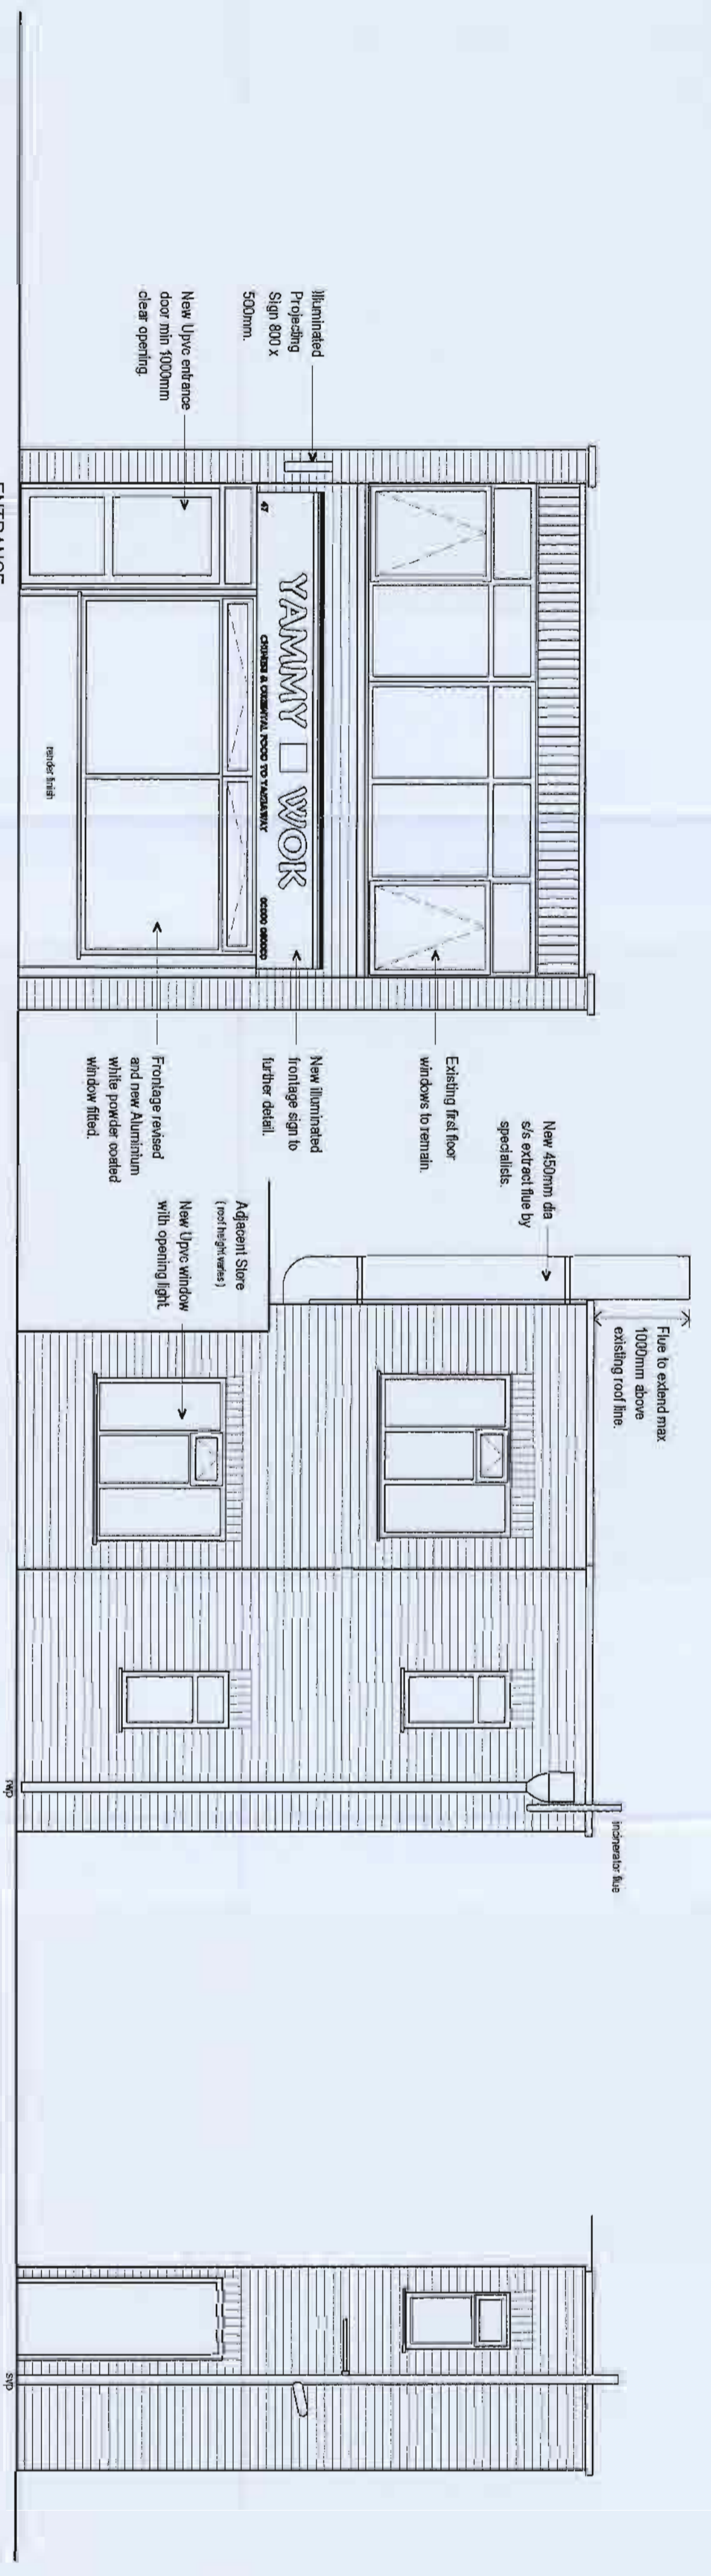 Illuminated
Projecting
Sign 800 x
500mm.
New Upvc entrance
door min 1000mm
clear opening.
47
YAMMY WOK
CHINESE & ORIENTAL FOOD TO TAKEAWAY
00000 000000
render finish
Existing first floor
windows to remain.
New illuminated
frontage sign to
further detail.
Frontage revised
and new Aluminium
white powder coated
window fitted.
New 450mm dia
s/s extract flue by
specialists.
Flue to extend max
1000mm above
existing roof line.
Adjacent Store
( roof height varies )
New Upvc window
with opening light.
incinerator flue
rwp
svp
ENTRANCE